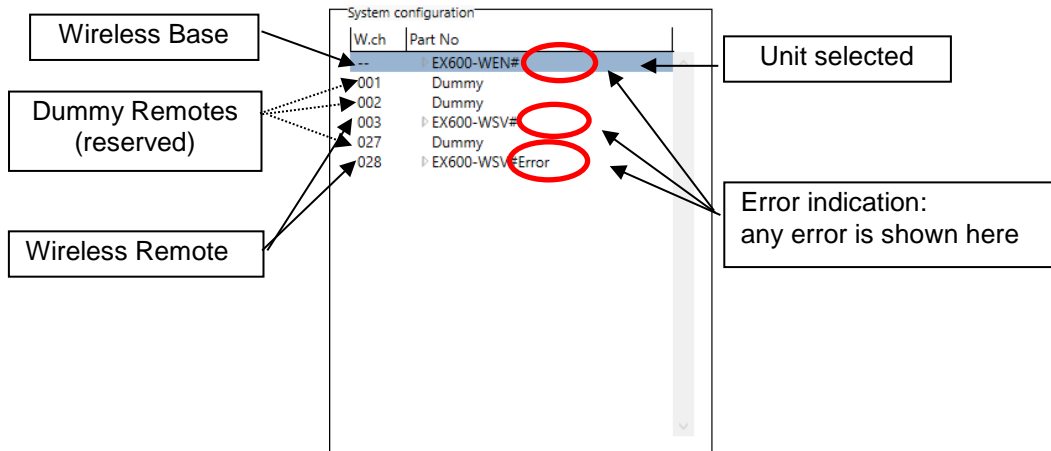 System configuration
W.ch Part No
-- EX600-WEN#
001 Dummy
002 Dummy
003 EX600-WSV#
027 Dummy
028 EX600-WSV#Error
Wireless Base
Dummy Remotes
(reserved)
Wireless Remote
Unit selected
Error indication:
any error is shown here